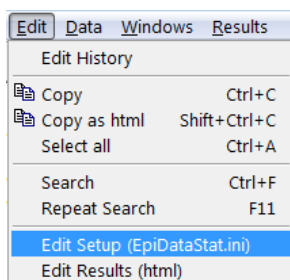 Edit Data Windows Results
Edit History
Copy Ctrl+C
Copy as html Shift+Ctrl+C
Select all Ctrl+A
Search Ctrl+F
Repeat Search F11
Edit Setup (EpiDataStat.ini)
Edit Results (html)